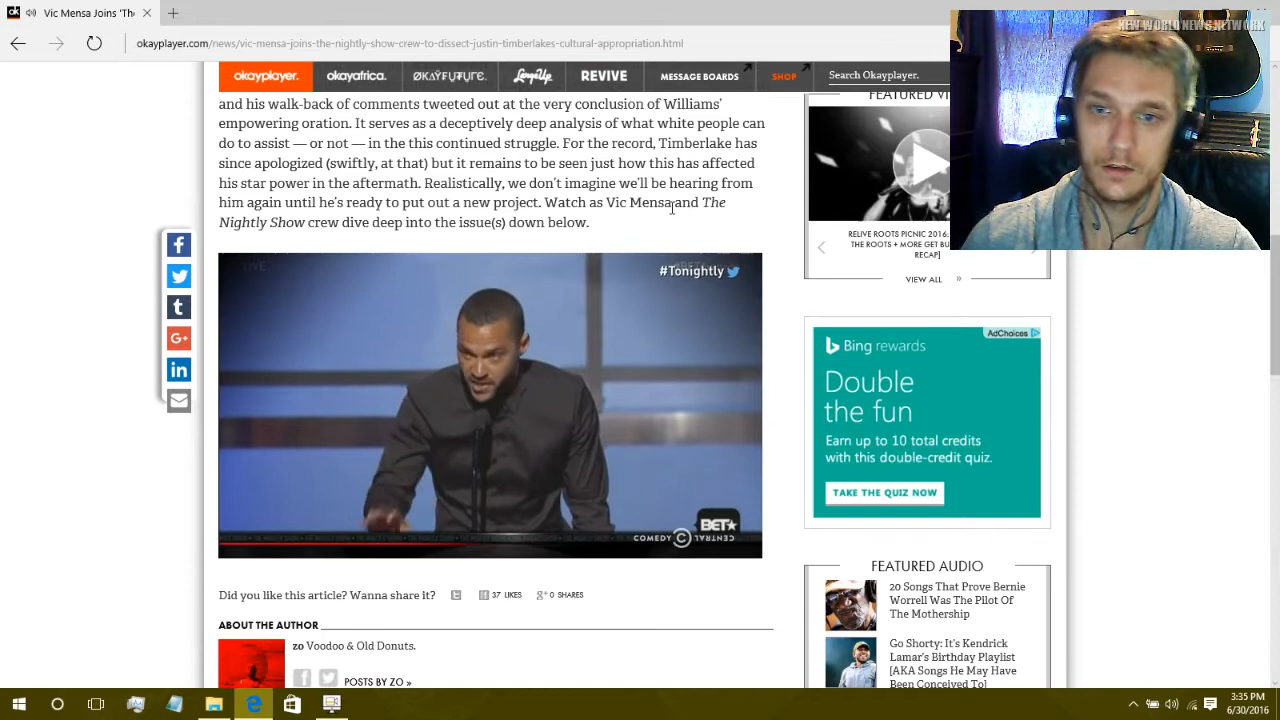 'The
New World News Network
okayplayer.com/news/vic-mensa-joins-the-nightly-show-crew-to-dissect-justin-timberlakes-cultural-appropriation.html
okayplayer.
okayafrica.
OKAYFUTURE.
LargeUp
REVIVE
MESSAGE BOARDS
SHOP
Search Okayplayer.
and his walk-back of comments tweeted out at the very conclusion of Williams'
empowering oration. It serves as a deceptively deep analysis of what white people can
do to assist — or not — in the this continued struggle. For the record, Timberlake has
since apologized (swiftly, at that) but it remains to be seen just how this has affected
his star power in the aftermath. Realistically, we don't imagine we'll be hearing from
him again until he's ready to put out a new project. Watch as Vic Mensa and The
Nightly Show crew dive deep into the issue(s) down below.
LIVE
#Tonightly
BET★
COMEDY CENTRAL
Did you like this article? Wanna share it?
37 LIKES
0 SHARES
ABOUT THE AUTHOR
zo Voodoo & Old Donuts.
POSTS BY ZO »
FEATURED VI
RELIVE ROOTS PICNIC 2016:
THE ROOTS + MORE GET BU
RECAP]
VIEW ALL »
AdChoices
Bing rewards
Double
the fun
Earn up to 10 total credits
with this double-credit quiz.
TAKE THE QUIZ NOW
FEATURED AUDIO
20 Songs That Prove Bernie
Worrell Was The Pilot Of
The Mothership
Go Shorty: It's Kendrick
Lamar's Birthday Playlist
[AKA Songs He May Have
Been Conceived To]
3:35 PM
6/30/2016